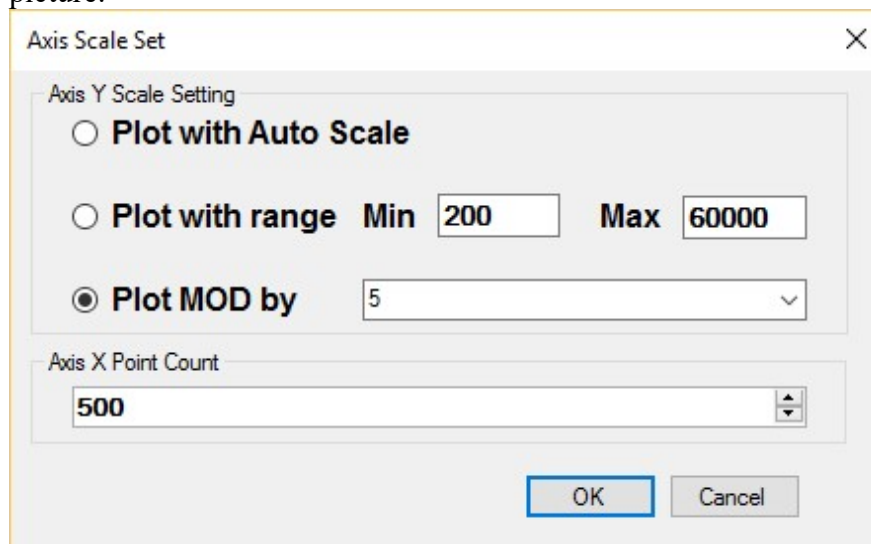 picture.
Axis Scale Set
Axis Y Scale Setting
Plot with Auto Scale
Plot with range Min 200 Max 60000
Plot MOD by 5
Axis X Point Count
500
OK Cancel